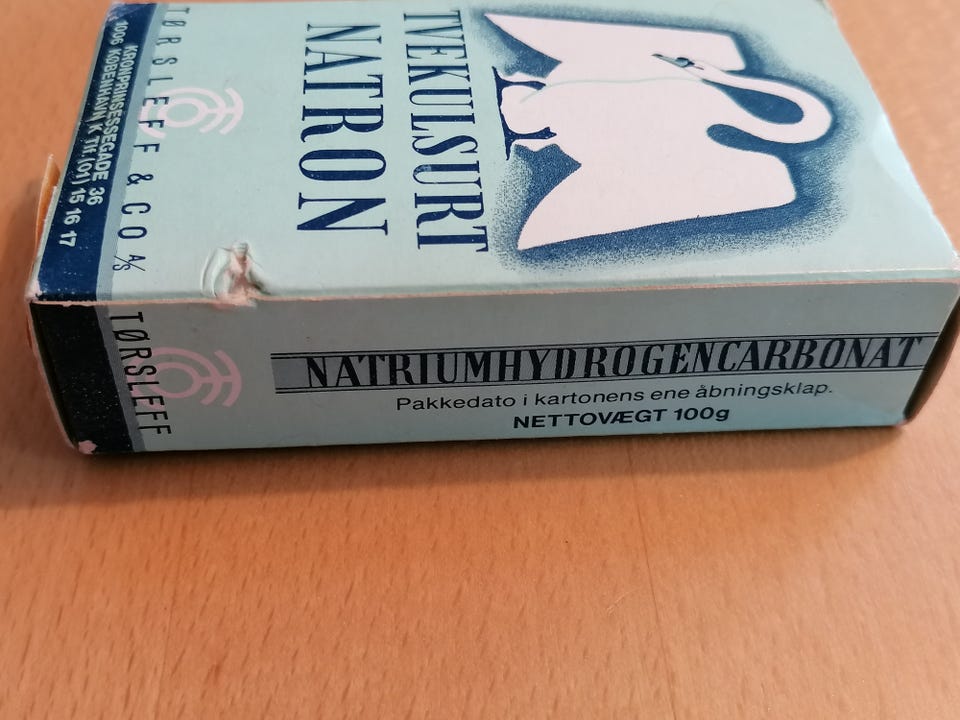 TVEKULSURT
NATRON
TØRSLEFF & CO A/S
KRONPRINSESSEGADE 36
1006 KØBENHAVN K Tlf. (01) 15 16 17
TØRSLEFF
NATRIUMHYDROGENCARBONAT
Pakkedato i kartonens ene åbningsklap.
NETTOVÆGT 100g